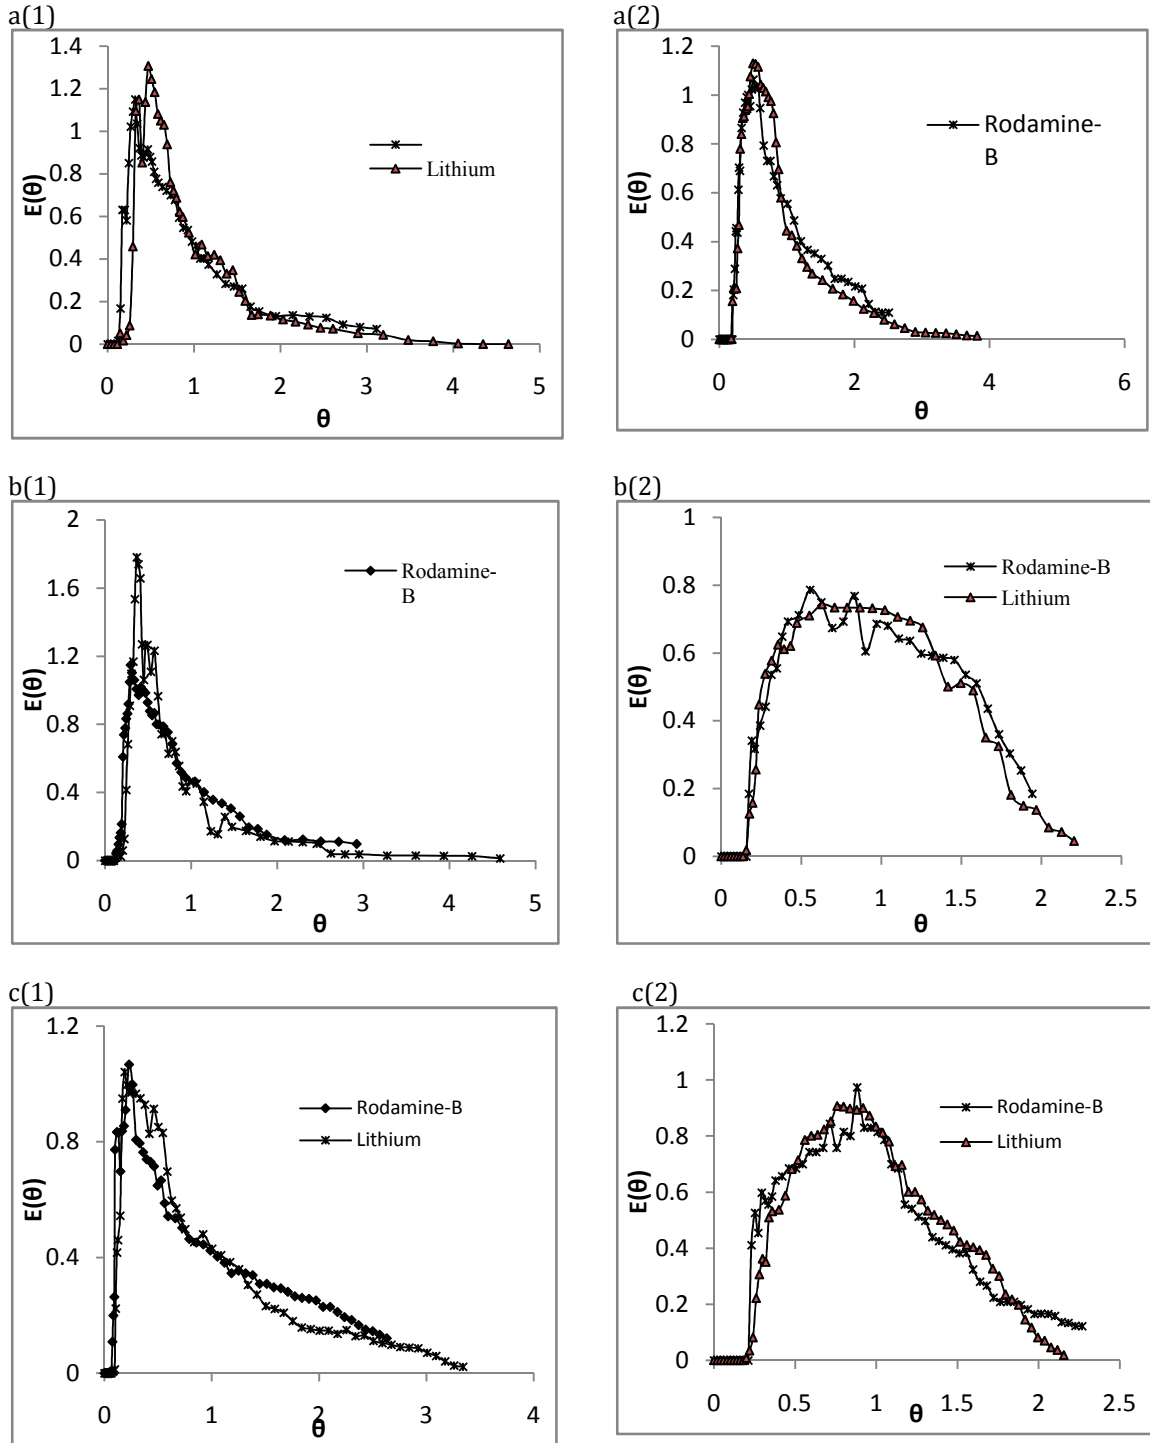 a(1)
1.4
1.2
1
0.8
0.6
0.4
0.2
0
E(θ)
Lithium
0 1 2 3 4 5
θ
a(2)
1.2
1
0.8
0.6
0.4
0.2
0
E(θ)
Rodamine-
B
0 2 4 6
θ
b(1)
2
1.6
1.2
0.8
0.4
0
E(θ)
Rodamine-
B
0 1 2 3 4 5
θ
b(2)
1
0.8
0.6
0.4
0.2
0
E(θ)
Rodamine-B
Lithium
0 0.5 1 1.5 2 2.5
θ
c(1)
1.2
0.8
0.4
0
E(θ)
Rodamine-B
Lithium
0 1 2 3 4
θ
c(2)
1.2
1
0.8
0.6
0.4
0.2
0
E(θ)
Rodamine-B
Lithium
0 0.5 1 1.5 2 2.5
θ